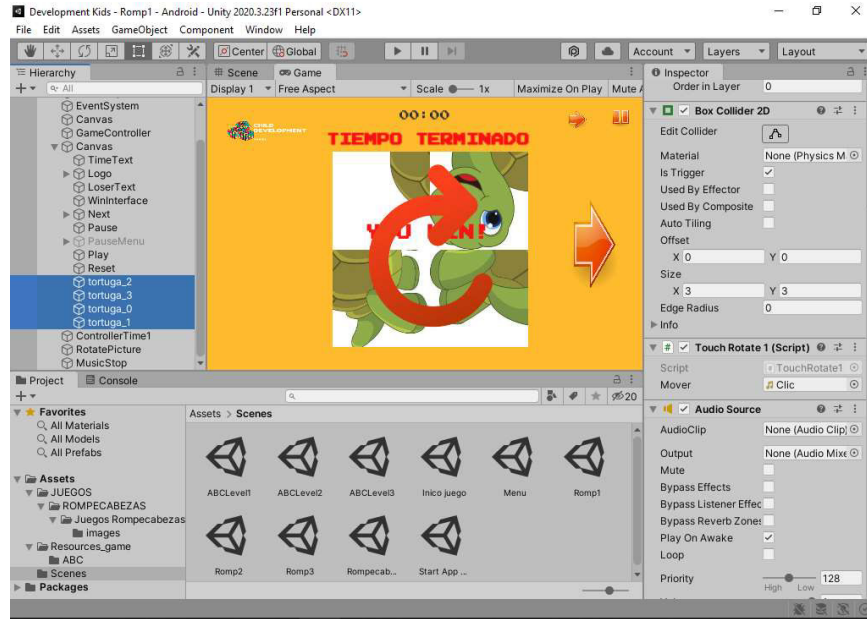 Development Kids - Romp1 - Android - Unity 2020.3.23f1 Personal <DX11>
File Edit Assets GameObject Component Window Help
Center Global Account Layers Layout
Hierarchy
All
EventSystem
Canvas
GameController
Canvas
TimeText
Logo
LoserText
WinInterface
Next
Pause
PauseMenu
Play
Reset
tortuga_2
tortuga_3
tortuga_0
tortuga_1
ControllerTime1
RotatePicture
MusicStop
Scene Game
Display 1 Free Aspect Scale 1x Maximize On Play Mute
00:00
CHILD
DEVELOPMENT
TIEMPO TERMINADO
Inspector
Order in Layer 0
Box Collider 2D
Edit Collider
Material None (Physics M
Is Trigger
Used By Effector
Used By Composite
Auto Tiling
Offset
X 0 Y 0
Size
X 3 Y 3
Edge Radius 0
Info
Touch Rotate 1 (Script)
Script TouchRotate1
Mover Clic
Audio Source
AudioClip None (Audio Clip)
Output None (Audio Mixe
Mute
Bypass Effects
Bypass Listener Effec
Bypass Reverb Zones
Play On Awake
Loop
Priority 128
High Low
Project Console
20
Favorites
All Materials
All Models
All Prefabs
Assets
JUEGOS
ROMPECABEZAS
Juegos Rompecabezas
images
Resources_game
ABC
Scenes
Packages
Assets > Scenes
ABCLevel1 ABCLevel2 ABCLevel3 Inico juego Menu Romp1
Romp2 Romp3 Rompecab... Start App ...